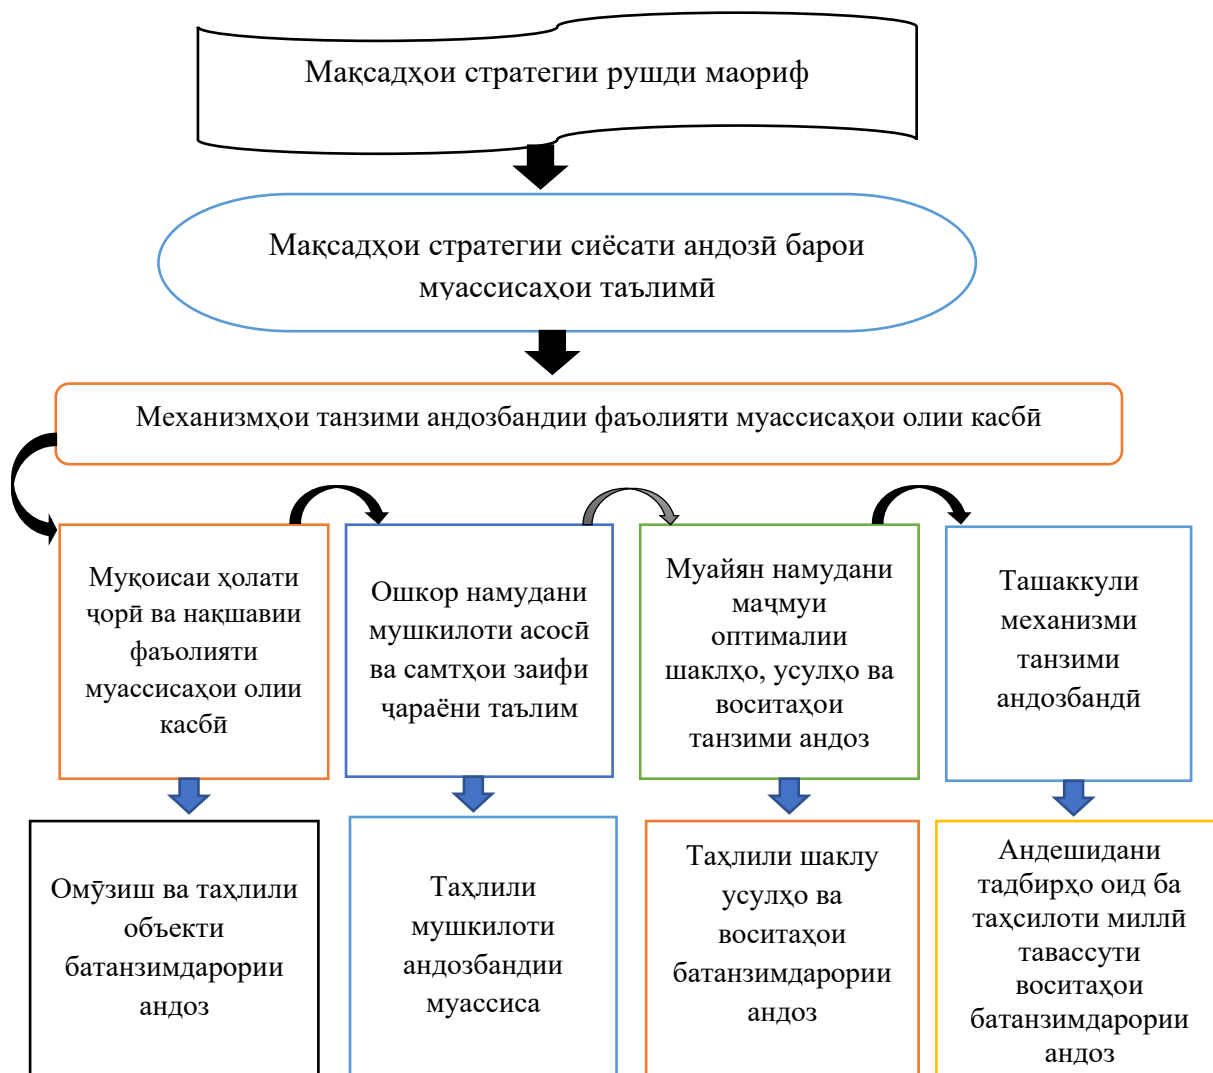 Мақсадҳои стратегии рушди маориф
Мақсадҳои стратегии сиёсати андозӣ барои
муассисаҳои таълимӣ
Механизмҳои танзими андозбандии фаъолияти муассисаҳои олии касбӣ
Муқоисаи ҳолати
ҷорӣ ва нақшавии
фаъолияти
муассисаҳои олии
касбӣ
Ошкор намудани
мушкилоти асосӣ
ва самтҳои заифи
ҷараёни таълим
Муайян намудани
маҷмуи
оптималии
шаклҳо, усулҳо ва
воситаҳои
танзими андоз
Ташаккули
механизми
танзими
андозбандӣ
Омӯзиш ва таҳлили
объекти
батанзимдарории
андоз
Таҳлили
мушкилоти
андозбандии
муассиса
Таҳлили шаклу
усулҳо ва
воситаҳои
батанзимдарории
андоз
Андешидани
тадбирҳо оид ба
таҳсилоти миллӣ
тавассути
воситаҳои
батанзимдарории
андоз